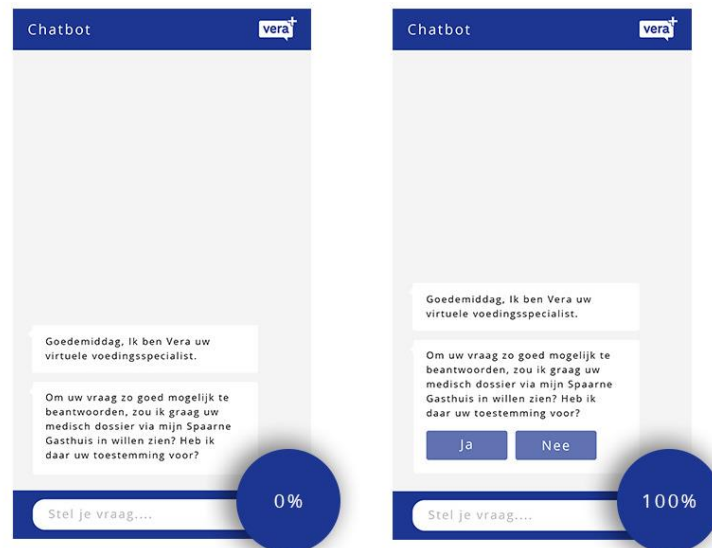 Chatbot
vera
Goedemiddag, Ik ben Vera uw
virtuele voedingsspecialist.
Om uw vraag zo goed mogelijk te
beantwoorden, zou ik graag uw
medisch dossier via mijn Spaarne
Gasthuis in willen zien? Heb ik
daar uw toestemming voor?
Stel je vraag....
0%
Chatbot
vera
Goedemiddag, Ik ben Vera uw
virtuele voedingsspecialist.
Om uw vraag zo goed mogelijk te
beantwoorden, zou ik graag uw
medisch dossier via mijn Spaarne
Gasthuis in willen zien? Heb ik
daar uw toestemming voor?
Ja Nee
Stel je vraag....
100%